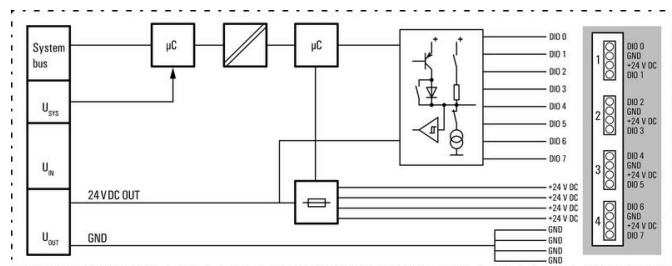 System
bus
µC
µC
U SYS
U IN
24 V DC OUT
U OUT
GND
DIO 0
DIO 1
DIO 2
DIO 3
DIO 4
DIO 5
DIO 6
DIO 7
+24 V DC
+24 V DC
+24 V DC
+24 V DC
GND
GND
GND
GND
1
DIO 0
GND
+24 V DC
DIO 1
2
DIO 2
GND
+24 V DC
DIO 3
3
DIO 4
GND
+24 V DC
DIO 5
4
DIO 6
GND
+24 V DC
DIO 7